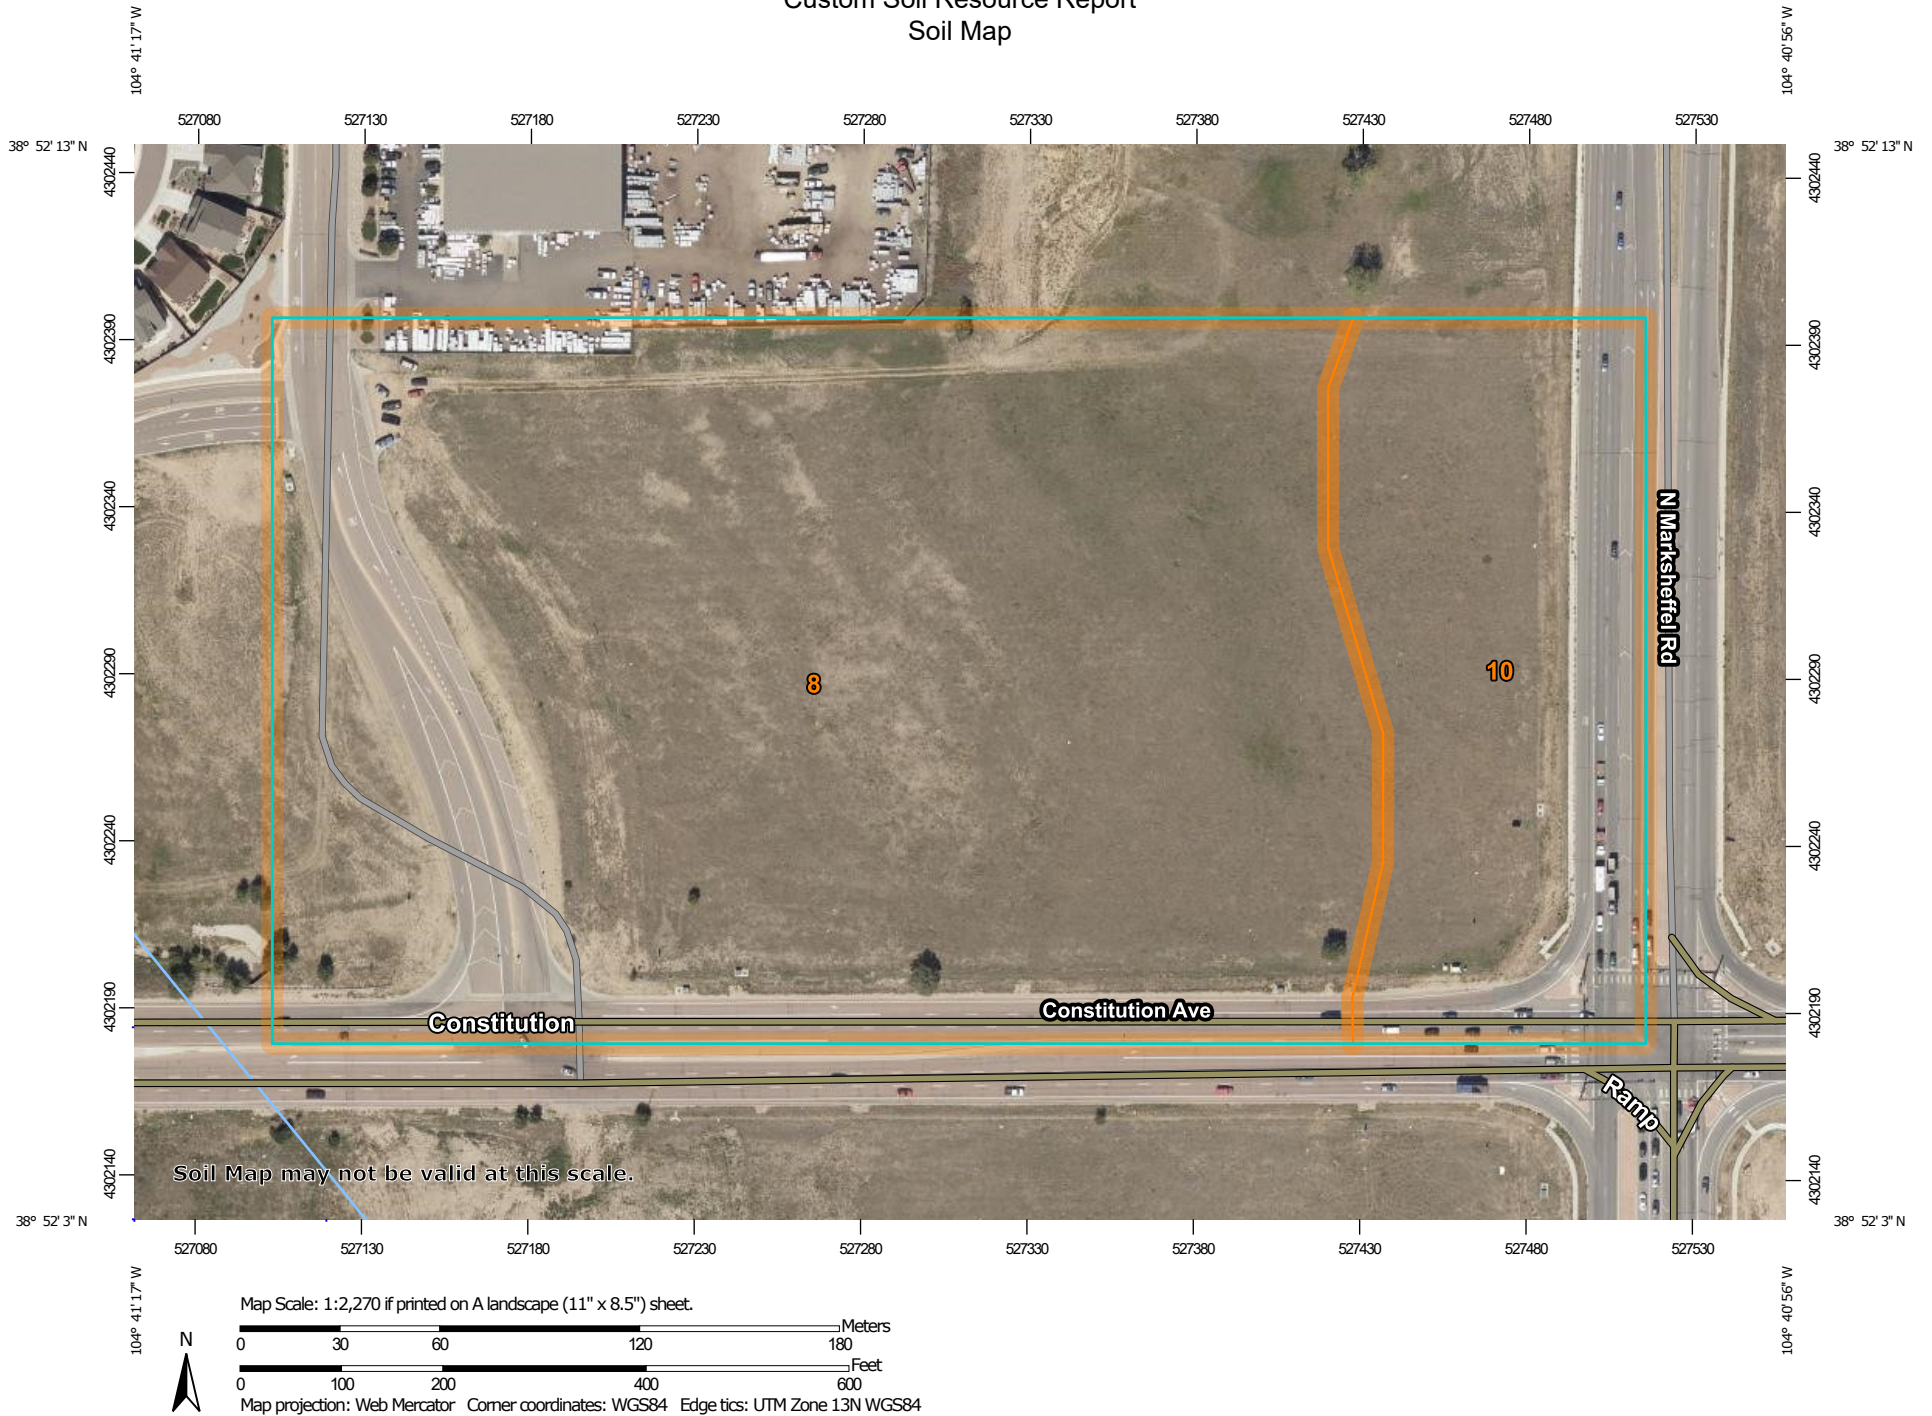 Custom Soil Resource Report
Soil Map
104° 41' 17" W
104° 40' 56" W
527080 527130 527180 527230 527280 527330 527380 527430 527480 527530
38° 52' 13" N
38° 52' 13" N
4302440
4302440
4302390
4302390
4302340
4302340
N Marksheffel Rd
4302290
4302290
8
10
4302240
4302240
4302190
4302190
Constitution
Constitution Ave
Ramp
4302140
4302140
Soil Map may not be valid at this scale.
38° 52' 3" N
38° 52' 3" N
527080 527130 527180 527230 527280 527330 527380 527430 527480 527530
104° 41' 17" W
104° 40' 56" W
Map Scale: 1:2,270 if printed on A landscape (11" x 8.5") sheet.
Meters
0 30 60 120 180
N
Feet
0 100 200 400 600
Map projection: Web Mercator Corner coordinates: WGS84 Edge tics: UTM Zone 13N WGS84